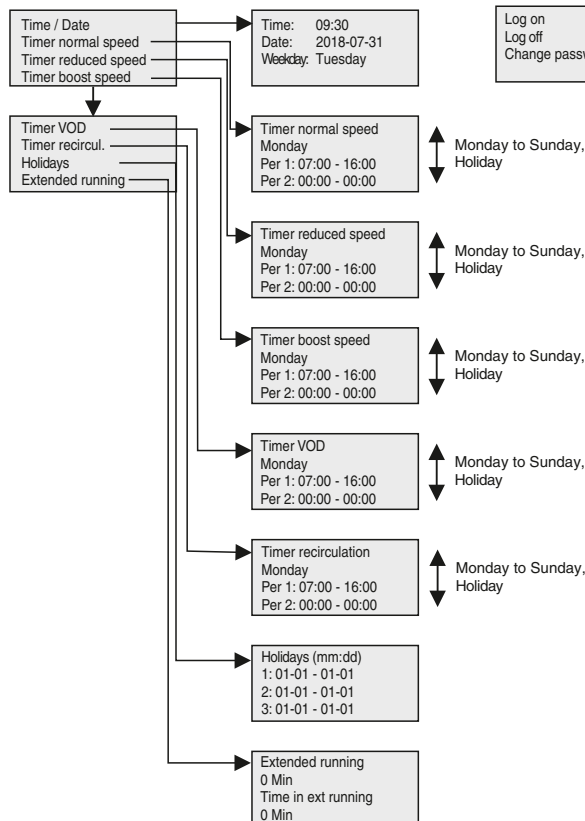 Time / Date
Timer normal speed
Timer reduced speed
Timer boost speed
Time: 09:30
Date: 2018-07-31
Weekday: Tuesday
Log on
Log off
Timer VOD
Timer recircul.
Holidays
Extended running
Timer normal speed
Monday
Per 1: 07:00 - 16:00
Per 2: 00:00 - 00:00
Monday to Sunday,
Holiday
Timer reduced speed
Monday
Per 1: 07:00 - 16:00
Per 2: 00:00 - 00:00
Monday to Sunday,
Holiday
Timer boost speed
Monday
Per 1: 07:00 - 16:00
Per 2: 00:00 - 00:00
Monday to Sunday,
Holiday
Timer VOD
Monday
Per 1: 07:00 - 16:00
Per 2: 00:00 - 00:00
Monday to Sunday,
Holiday
Timer recirculation
Monday
Per 1: 07:00 - 16:00
Per 2: 00:00 - 00:00
Monday to Sunday,
Holiday
Holidays (mm:dd)
1: 01-01 - 01-01
2: 01-01 - 01-01
3: 01-01 - 01-01
Extended running
0 Min
Time in ext running
0 Min
Change